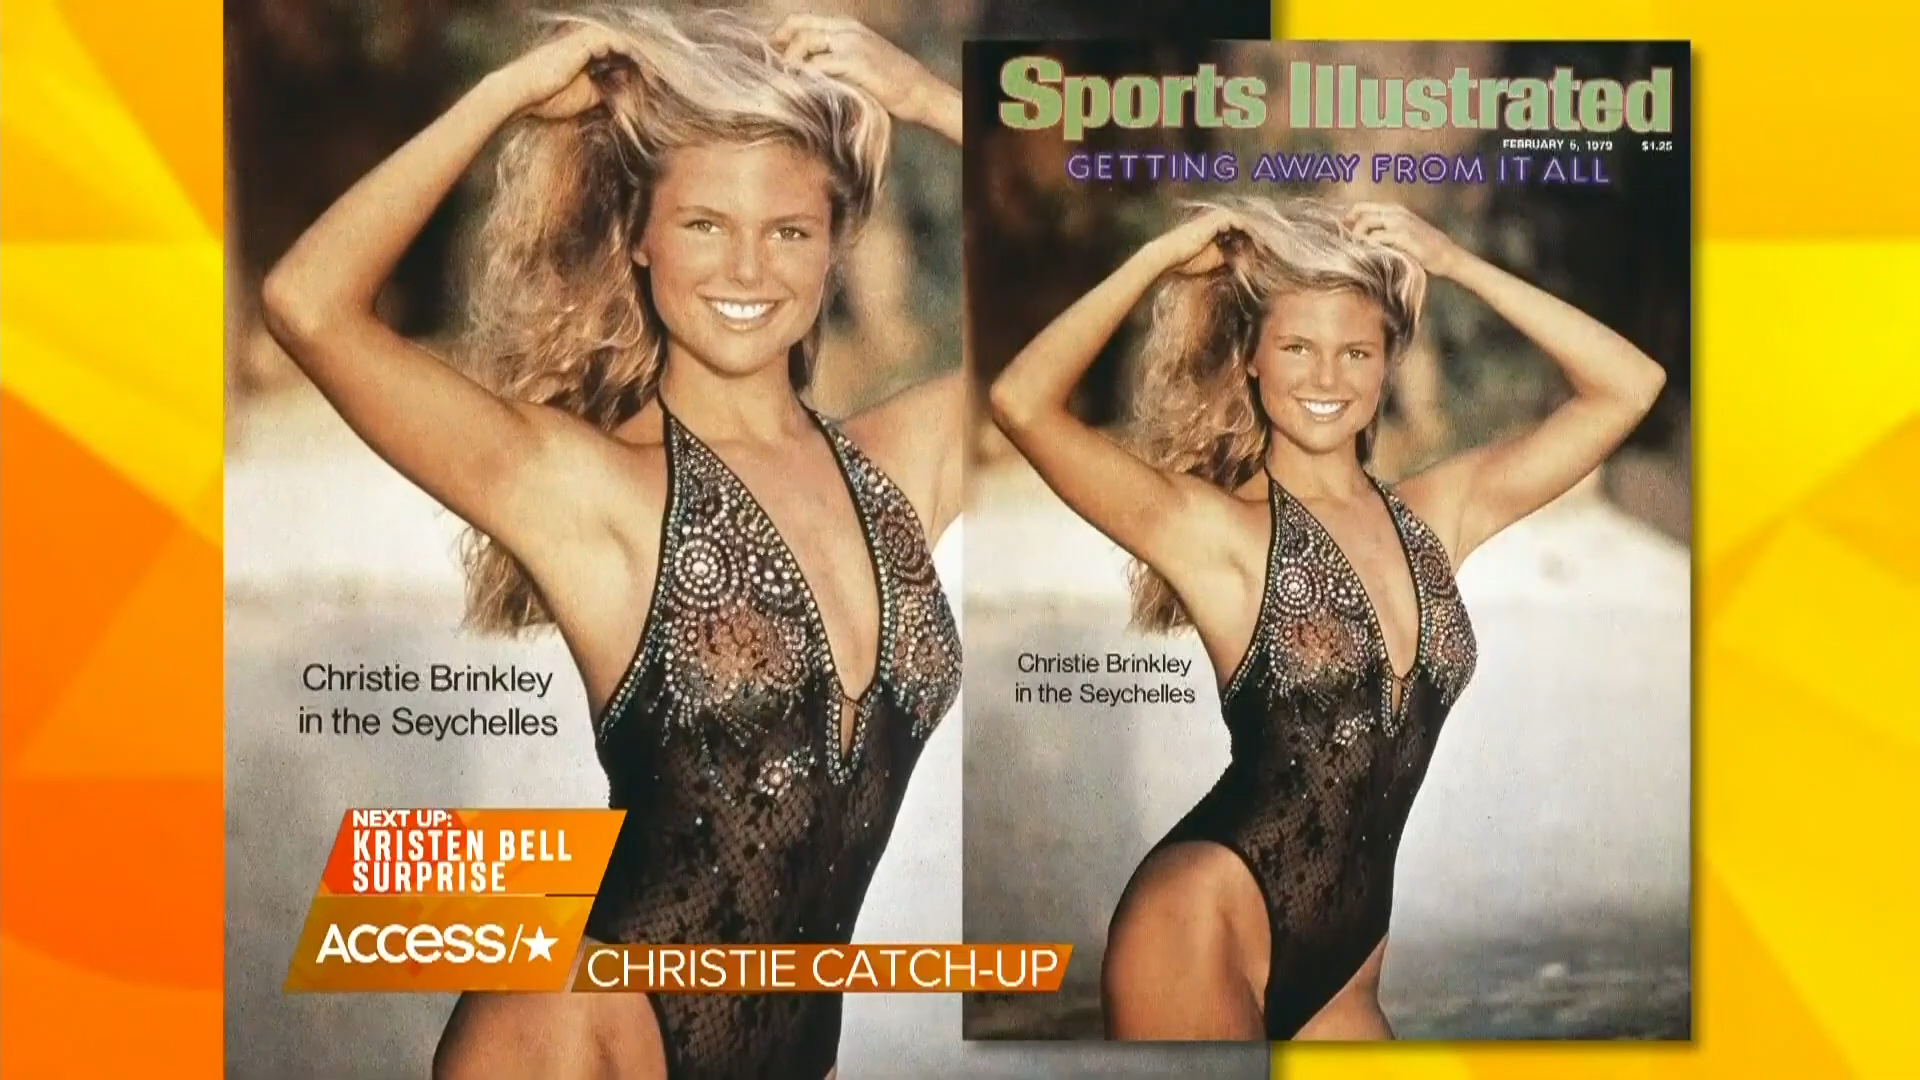 Sports Illustrated
FEBRUARY 5, 1979 $1.25
GETTING AWAY FROM IT ALL
Christie Brinkley
in the Seychelles
Christie Brinkley
in the Seychelles
NEXT UP:
KRISTEN BELL
SURPRISE
ACCESS/★
CHRISTIE CATCH-UP